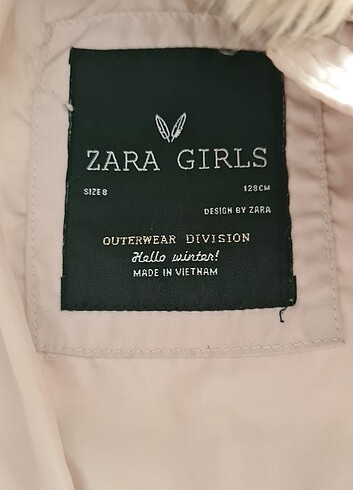 ZARA GIRLS
SIZE 8 128CM
DESIGN BY ZARA
OUTERWEAR DIVISION
Hello winter!
MADE IN VIETNAM